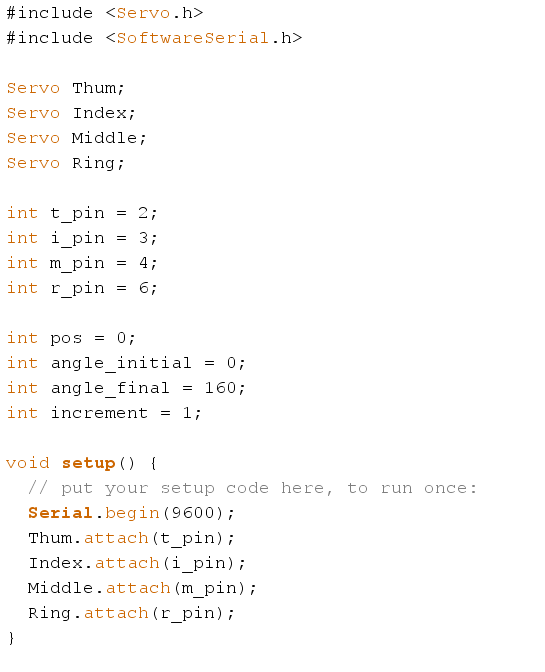 #include <Servo.h>
#include <SoftwareSerial.h>

Servo Thum;
Servo Index;
Servo Middle;
Servo Ring;

int t_pin = 2;
int i_pin = 3;
int m_pin = 4;
int r_pin = 6;

int pos = 0;
int angle_initial = 0;
int angle_final = 160;
int increment = 1;

void setup() {
  // put your setup code here, to run once:
  Serial.begin(9600);
  Thum.attach(t_pin);
  Index.attach(i_pin);
  Middle.attach(m_pin);
  Ring.attach(r_pin);
}